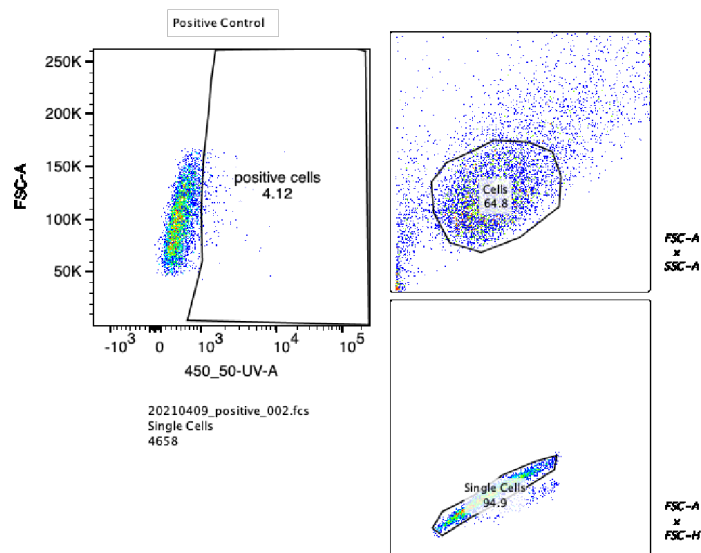 Positive Control
250K
200K
150K
100K
50K
FSC-A
positive cells
4.12
-10³ 0 10³ 10⁴ 10⁵
450_50-UV-A
20210409_positive_002.fcs
Single Cells
4658
Cells
64.8
FSC-A
x
SSC-A
Single Cells
94.9
FSC-A
x
FSC-H